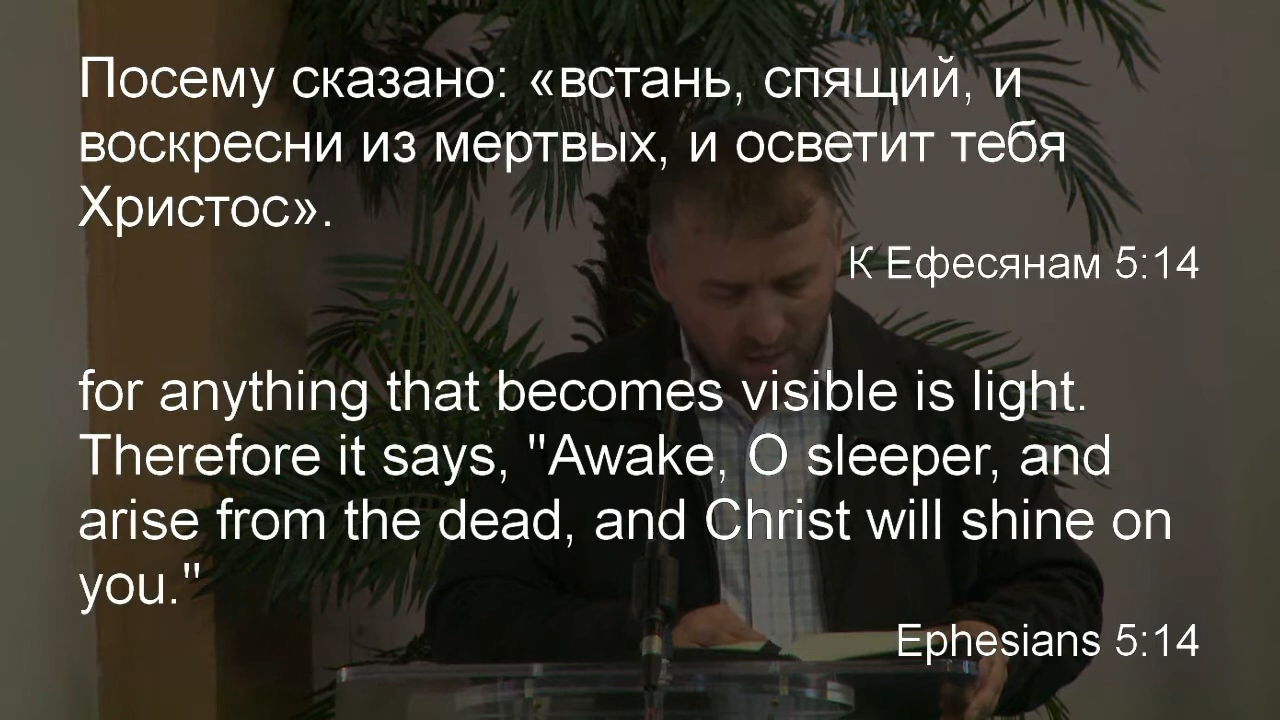 Посему сказано: «встань, спящий, и
воскресни из мертвых, и осветит тебя
Христос».
К Ефесянам 5:14
for anything that becomes visible is light.
Therefore it says, "Awake, O sleeper, and
arise from the dead, and Christ will shine on
you."
Ephesians 5:14